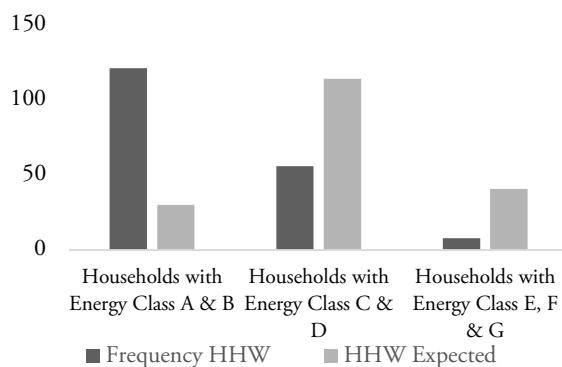 150
100
50
0
Households with Energy Class A & B
Households with Energy Class C & D
Households with Energy Class E, F & G
Frequency HHW
HHW Expected